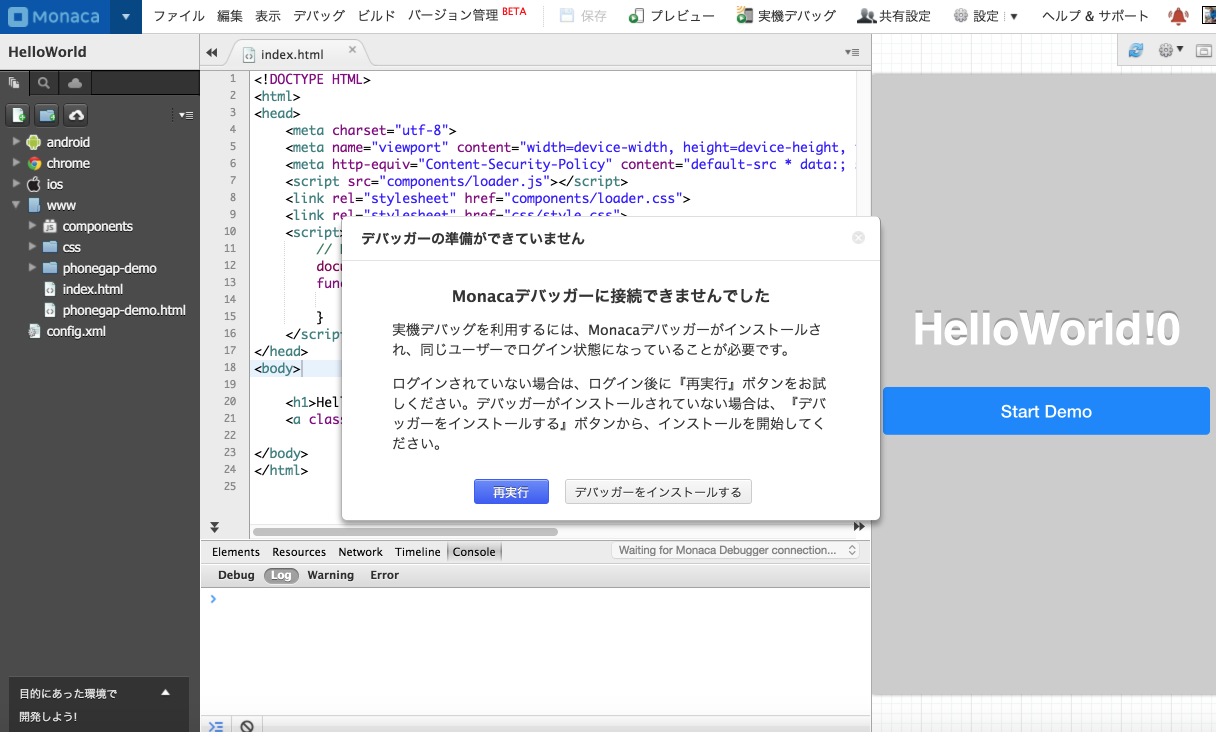 Monaca
ファイル 編集 表示 デバッグ ビルド バージョン管理 BETA 保存 プレビュー 実機デバッグ 共有設定 設定 ヘルプ & サポート
HelloWorld
index.html
android
chrome
ios
www
components
css
phonegap-demo
index.html
phonegap-demo.html
config.xml
1 <!DOCTYPE HTML>
2 <html>
3 <head>
4 <meta charset="utf-8">
5 <meta name="viewport" content="width=device-width, height=device-height,
6 <meta http-equiv="Content-Security-Policy" content="default-src * data:;
7 <script src="components/loader.js"></script>
8 <link rel="stylesheet" href="components/loader.css">
9 <link rel="stylesheet" href="css/style.css">
10 <script>
11 //
12 docu
13 fun
14
15 }
16 </script
17 </head>
18 <body>
19
20 <h1>Hel
21 <a clas
22
23 </body>
24 </html>
25
デバッガーの準備ができていません
Monacaデバッガーに接続できませんでした
実機デバッグを利用するには、Monacaデバッガーがインストールさ
れ、同じユーザーでログイン状態になっていることが必要です。
ログインされていない場合は、ログイン後に『再実行』ボタンをお試
しください。デバッガーがインストールされていない場合は、『デバ
ッガーをインストールする』ボタンから、インストールを開始してく
ださい。
再実行 デバッガーをインストールする
HelloWorld!0
Start Demo
Elements Resources Network Timeline Console Waiting for Monaca Debugger connection...
Debug Log Warning Error
目的にあった環境で
開発しよう!